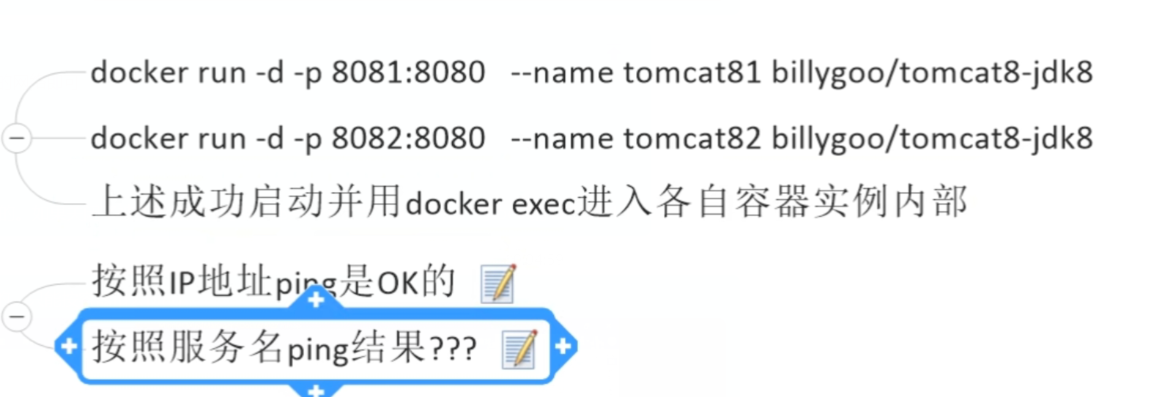 docker run -d -p 8081:8080 --name tomcat81 billygoo/tomcat8-jdk8
docker run -d -p 8082:8080 --name tomcat82 billygoo/tomcat8-jdk8
上述成功启动并用docker exec进入各自容器实例内部
按照IP地址ping是OK的
按照服务名ping结果???